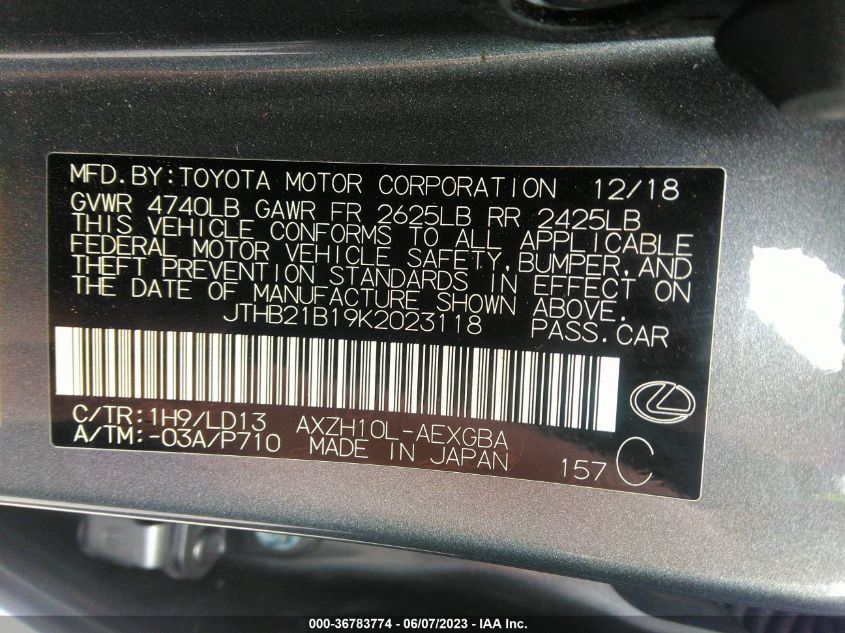 MFD.BY:TOYOTA MOTOR CORPORATION 12/18
GVWR 4740LB GAWR FR 2625LB RR 2425LB
THIS VEHICLE CONFORMS TO ALL APPLICABLE
FEDERAL MOTOR VEHICLE SAFETY,BUMPER,AND
THEFT PREVENTION STANDARDS IN EFFECT ON
THE DATE OF MANUFACTURE SHOWN ABOVE.
JTHB21B19K2023118 PASS.CAR
C/TR:1H9/LD13 AXZH10L-AEXGBA
A/TM:-03A/P710 MADE IN JAPAN 157 C
000-36783774 - 06/07/2023 - IAA Inc.